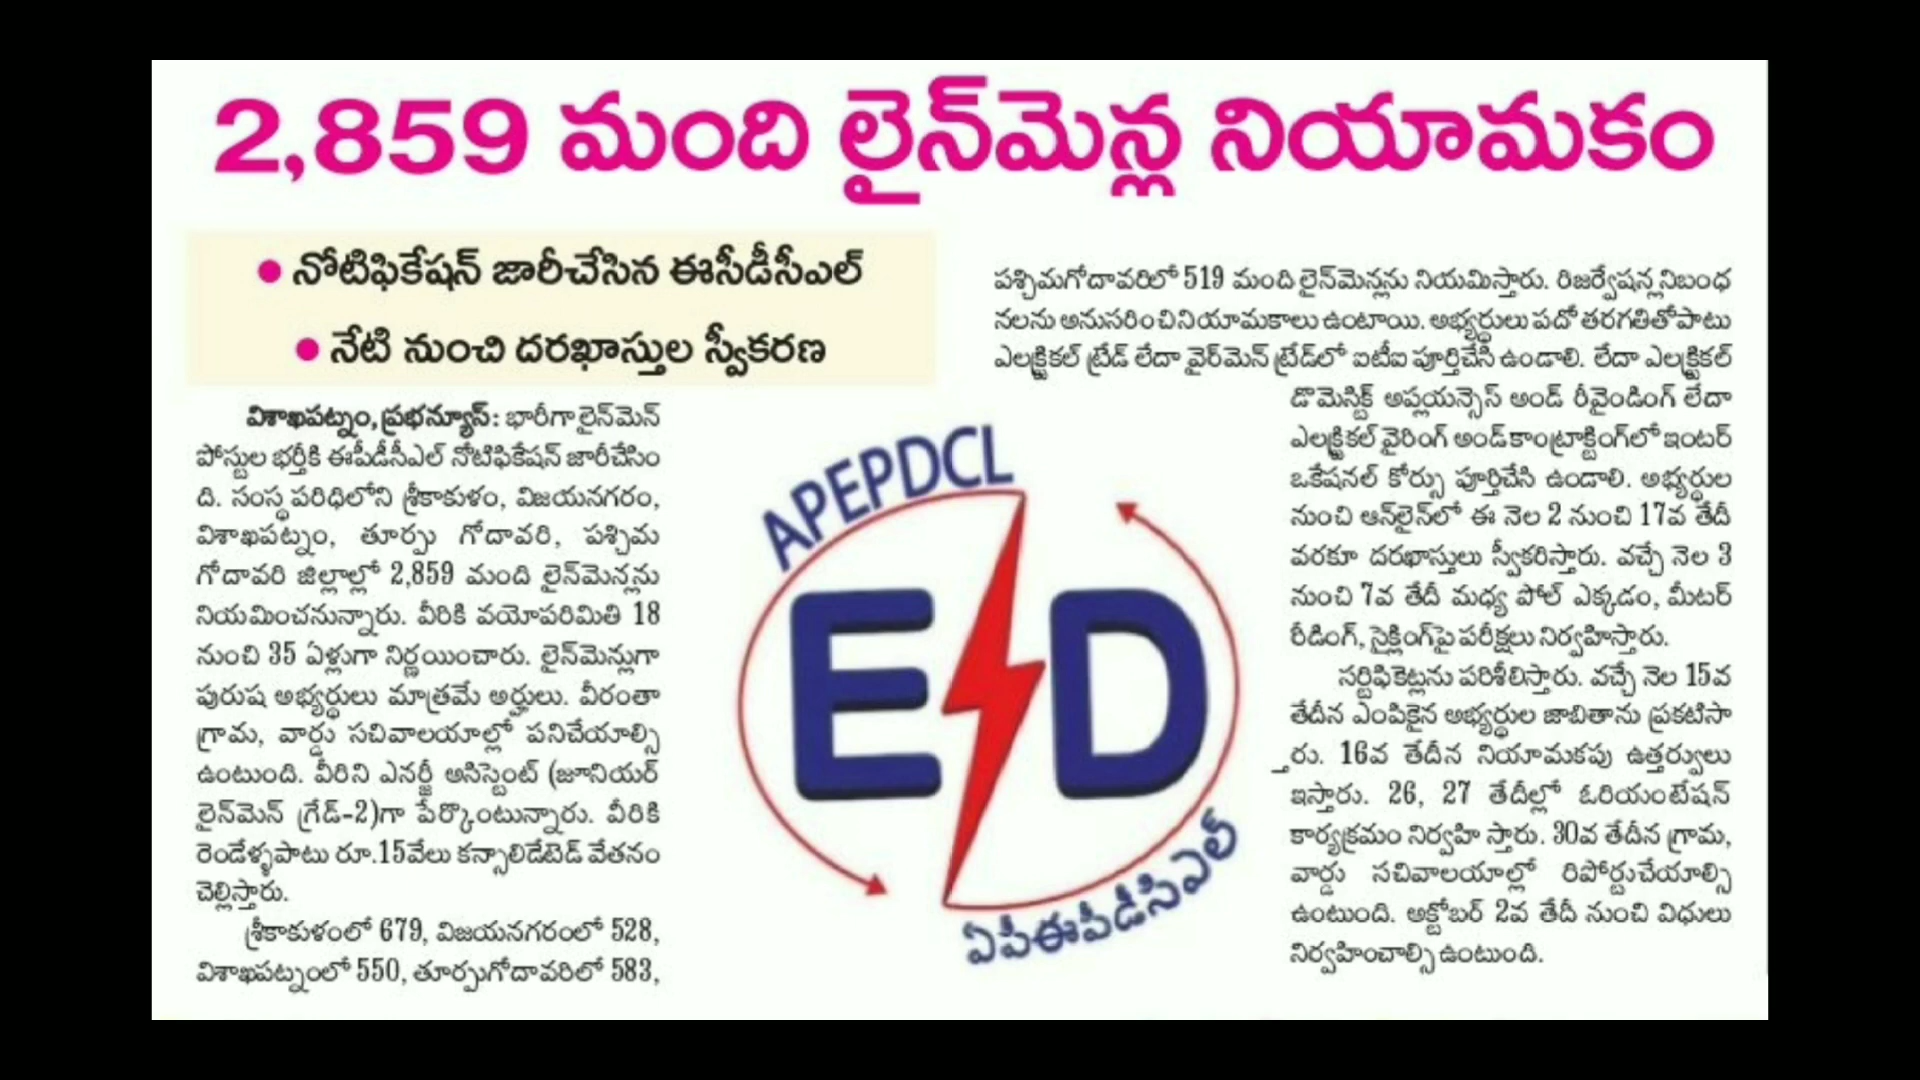 2,859 మంది లైన్‌మెన్ల నియామకం
● నోటిఫికేషన్ జారీచేసిన ఈసీడీసీఎల్
● నేటి నుంచి దరఖాస్తుల స్వీకరణ
విశాఖపట్నం, ప్రభన్యూస్: భారీగా లైన్‌మెన్
పోస్టుల భర్తీకి ఈపీడీసీఎల్ నోటిఫికేషన్ జారీచేసిం
ది. సంస్థ పరిధిలోని శ్రీకాకుళం, విజయనగరం,
విశాఖపట్నం, తూర్పు గోదావరి, పశ్చిమ
గోదావరి జిల్లాల్లో 2,859 మంది లైన్‌మెన్లను
నియమించనున్నారు. వీరికి వయోపరిమితి 18
నుంచి 35 ఏళ్లుగా నిర్ణయించారు. లైన్‌మెన్లుగా
పురుష అభ్యర్థులు మాత్రమే అర్హులు. వీరంతా
గ్రామ, వార్డు సచివాలయాల్లో పనిచేయాల్సి
ఉంటుంది. వీరిని ఎనర్జీ అసిస్టెంట్ (జూనియర్
లైన్‌మెన్ గ్రేడ్-2)గా పేర్కొంటున్నారు. వీరికి
రెండేళ్ళపాటు రూ.15వేలు కన్సాలిడేటెడ్ వేతనం
చెల్లిస్తారు.
శ్రీకాకుళంలో 679, విజయనగరంలో 528,
విశాఖపట్నంలో 550, తూర్పుగోదావరిలో 583,
పశ్చిమగోదావరిలో 519 మంది లైన్‌మెన్లను నియమిస్తారు. రిజర్వేషన్ల నిబంధ
నలను అనుసరించి నియామకాలు ఉంటాయి. అభ్యర్థులు పదో తరగతితోపాటు
ఎలక్ట్రికల్ ట్రేడ్ లేదా వైర్‌మెన్ ట్రేడ్‌లో ఐటీఐ పూర్తిచేసి ఉండాలి. లేదా ఎలక్ట్రికల్
డొమెస్టిక్ అప్లయన్సెస్ అండ్ రీవైండింగ్ లేదా
ఎలక్ట్రికల్ వైరింగ్ అండ్ కాంట్రాక్టింగ్‌లో ఇంటర్
ఒకేషనల్ కోర్సు పూర్తిచేసి ఉండాలి. అభ్యర్థుల
నుంచి ఆన్‌లైన్‌లో ఈ నెల 2 నుంచి 17వ తేదీ
వరకూ దరఖాస్తులు స్వీకరిస్తారు. వచ్చే నెల 3
నుంచి 7వ తేదీ మధ్య పోల్ ఎక్కడం, మీటర్
రీడింగ్, సైక్లింగ్‌పై పరీక్షలు నిర్వహిస్తారు.
సర్టిఫికెట్లను పరిశీలిస్తారు. వచ్చే నెల 15వ
తేదీన ఎంపికైన అభ్యర్థుల జాబితాను ప్రకటిసా
్తరు. 16వ తేదీన నియామకపు ఉత్తర్వులు
ఇస్తారు. 26, 27 తేదీల్లో ఓరియంటేషన్
కార్యక్రమం నిర్వహి స్తారు. 30వ తేదీన గ్రామ,
వార్డు సచివాలయాల్లో రిపోర్టుచేయాల్సి
ఉంటుంది. అక్టోబర్ 2వ తేదీ నుంచి విధులు
నిర్వహించాల్సి ఉంటుంది.
APEPDCL
ED
ఏపీఈపీడీసిఎల్